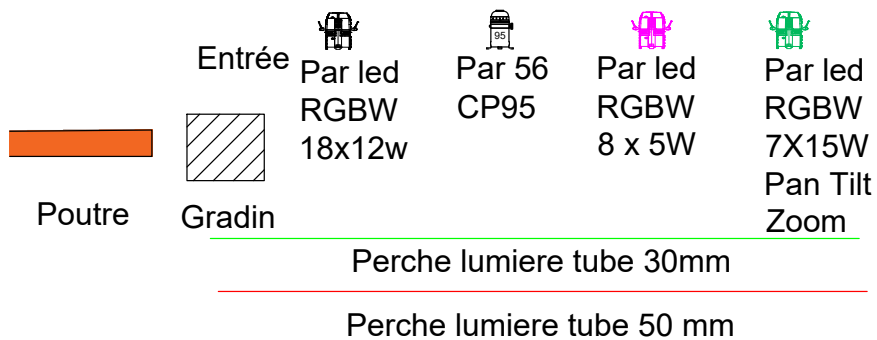 Entrée
Par led
RGBW
18x12w
95
Par 56
CP95
Par led
RGBW
8 x 5W
Par led
RGBW
7X15W
Pan Tilt
Zoom
Poutre
Gradin
Perche lumiere tube 30mm
Perche lumiere tube 50 mm